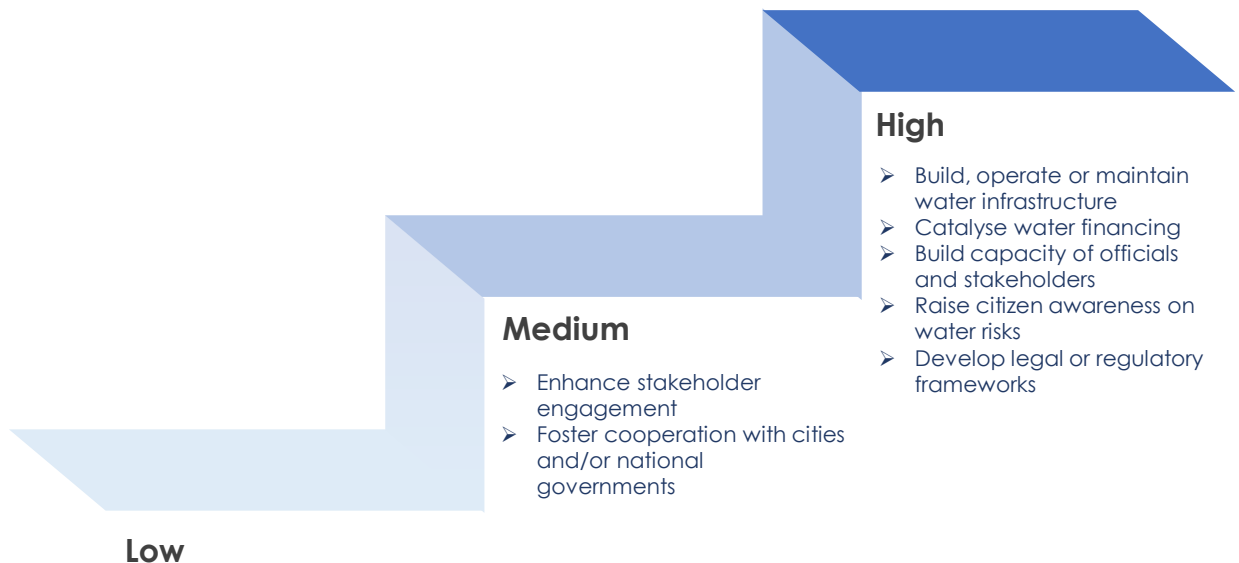 High
➢ Build, operate or maintain
water infrastructure
➢ Catalyse water financing
➢ Build capacity of officials
and stakeholders
➢ Raise citizen awareness on
water risks
➢ Develop legal or regulatory
frameworks
Medium
➢ Enhance stakeholder
engagement
➢ Foster cooperation with cities
and/or national
governments
Low